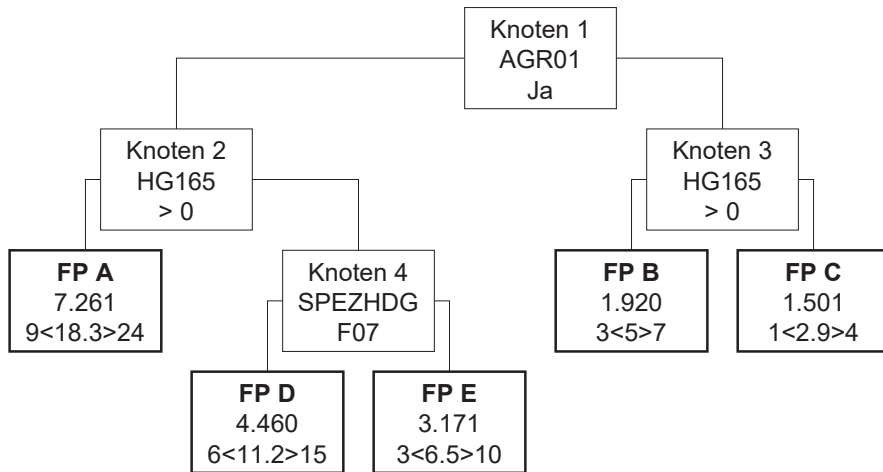 Knoten 1
AGR01
Ja
Knoten 2
HG165
> 0
Knoten 3
HG165
> 0
FP A
7.261
9<18.3>24
Knoten 4
SPEZHDG
F07
FP B
1.920
3<5>7
FP C
1.501
1<2.9>4
FP D
4.460
6<11.2>15
FP E
3.171
3<6.5>10